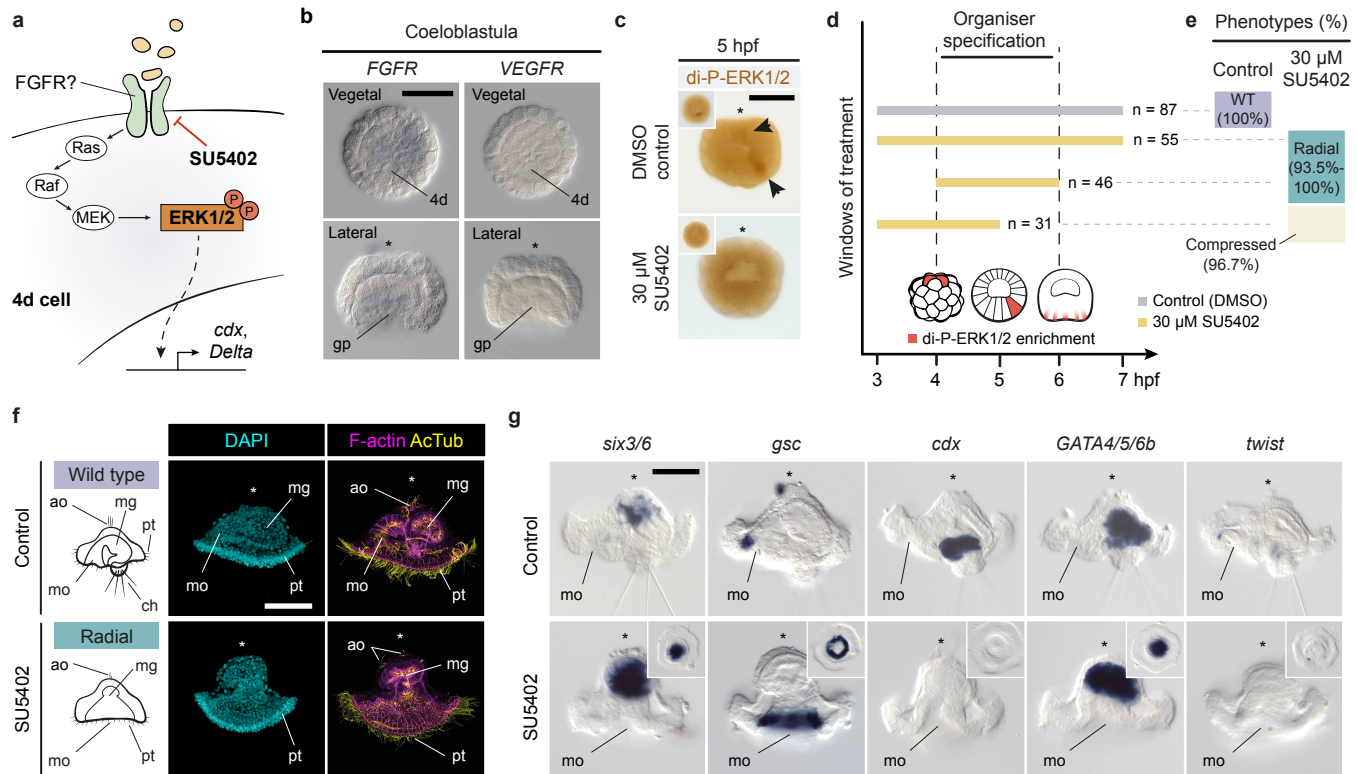 a
FGFR?
Ras
SU5402
Raf
MEK
ERK1/2
P
P
4d cell
cdx,
Delta
b
Coeloblastula
FGFR
VEGFR
Vegetal
Vegetal
4d
4d
Lateral
Lateral
*
*
gp
gp
c
5 hpf
di-P-ERK1/2
*
DMSO
control
*
30 µM
SU5402
d
Organiser
specification
Windows of treatment
n = 87
n = 55
n = 46
n = 31
Control (DMSO)
30 µM SU5402
di-P-ERK1/2 enrichment
3
4
5
6
7 hpf
e
Phenotypes (%)
Control
30 µM
SU5402
WT
(100%)
Radial
(93.5%-
100%)
Compressed
(96.7%)
f
DAPI
F-actin AcTub
Control
Wild type
ao
mg
pt
mo
ch
*
mg
mo
pt
*
ao
mg
mo
pt
SU5402
Radial
ao
mg
mo
pt
*
pt
*
ao
mg
pt
g
six3/6
gsc
cdx
GATA4/5/6b
twist
Control
*
*
*
*
*
mo
mo
mo
mo
mo
SU5402
*
*
*
*
*
mo
mo
mo
mo
mo